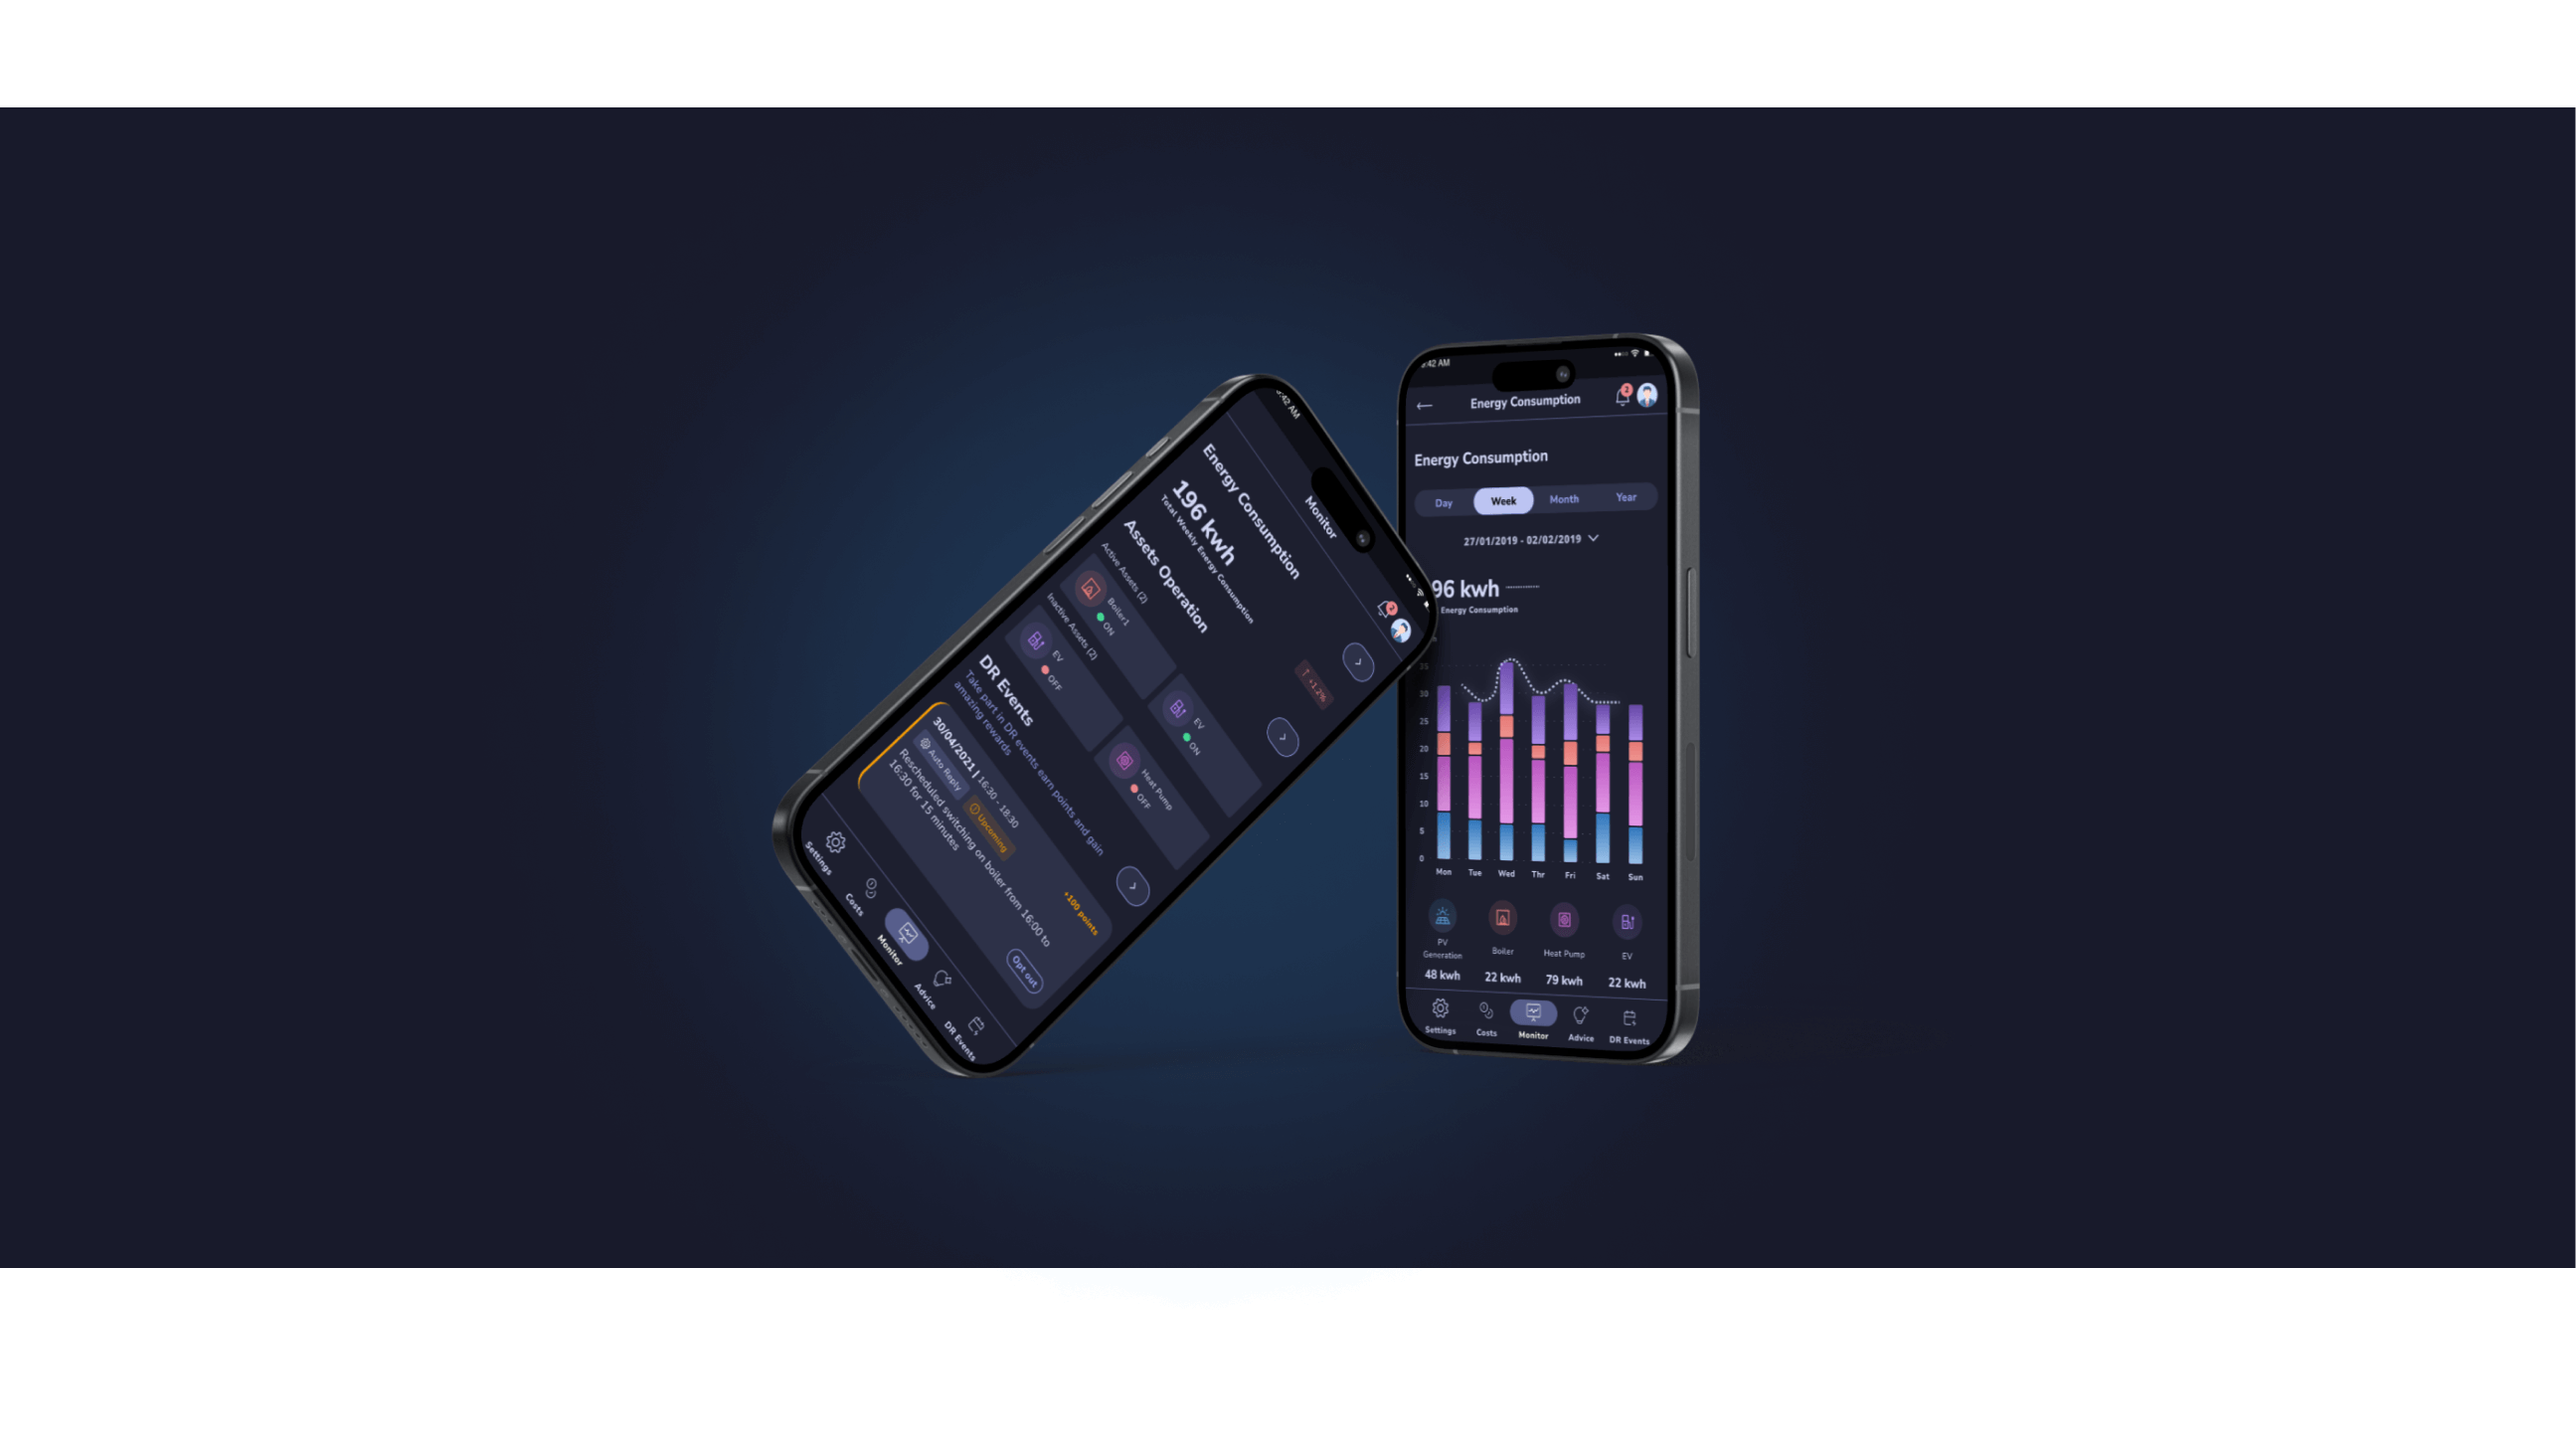 :42 AM
Monitor
2
Energy Consumption
196 kwh
Total Weekly Energy Consumption
↑ +1.2%
Assets Operation
Active Assets (2)
Boiler1
ON
EV
ON
Inactive Assets (2)
EV
OFF
Heat Pump
OFF
DR Events
Take part in DR events earn points and gain
amazing rewards
30/04/2021 | 16:30 - 18:30
Auto Reply
Upcoming
+100 points
Rescheduled switching on boiler from 16:00 to
16:30 for 15 minutes
Opt out
Settings
Costs
Monitor
Advice
DR Events
:42 AM
Energy Consumption
2
Energy Consumption
Day Week Month Year
27/01/2019 - 02/02/2019
96 kwh
Energy Consumption
35
30
25
20
15
10
5
0
Mon Tue Wed Thr Fri Sat Sun
PV
Generation
48 kwh
Boiler
22 kwh
Heat Pump
79 kwh
EV
22 kwh
Settings
Costs
Monitor
Advice
DR Events